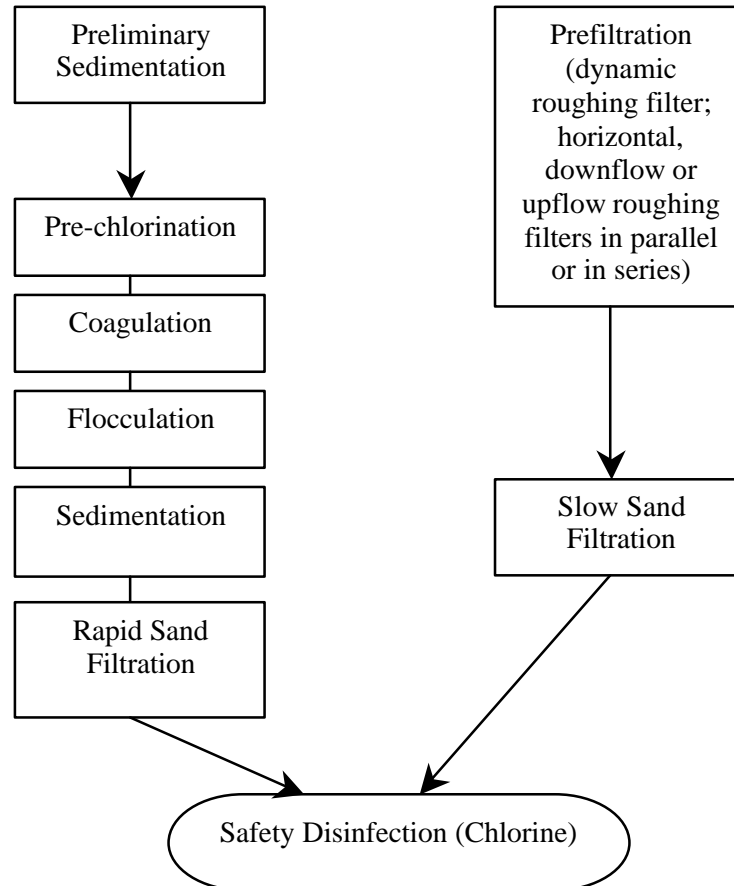 Preliminary
Sedimentation
Pre-chlorination
Coagulation
Flocculation
Sedimentation
Rapid Sand
Filtration
Prefiltration
(dynamic
roughing filter;
horizontal,
downflow or
upflow roughing
filters in parallel
or in series)
Slow Sand
Filtration
Safety Disinfection (Chlorine)